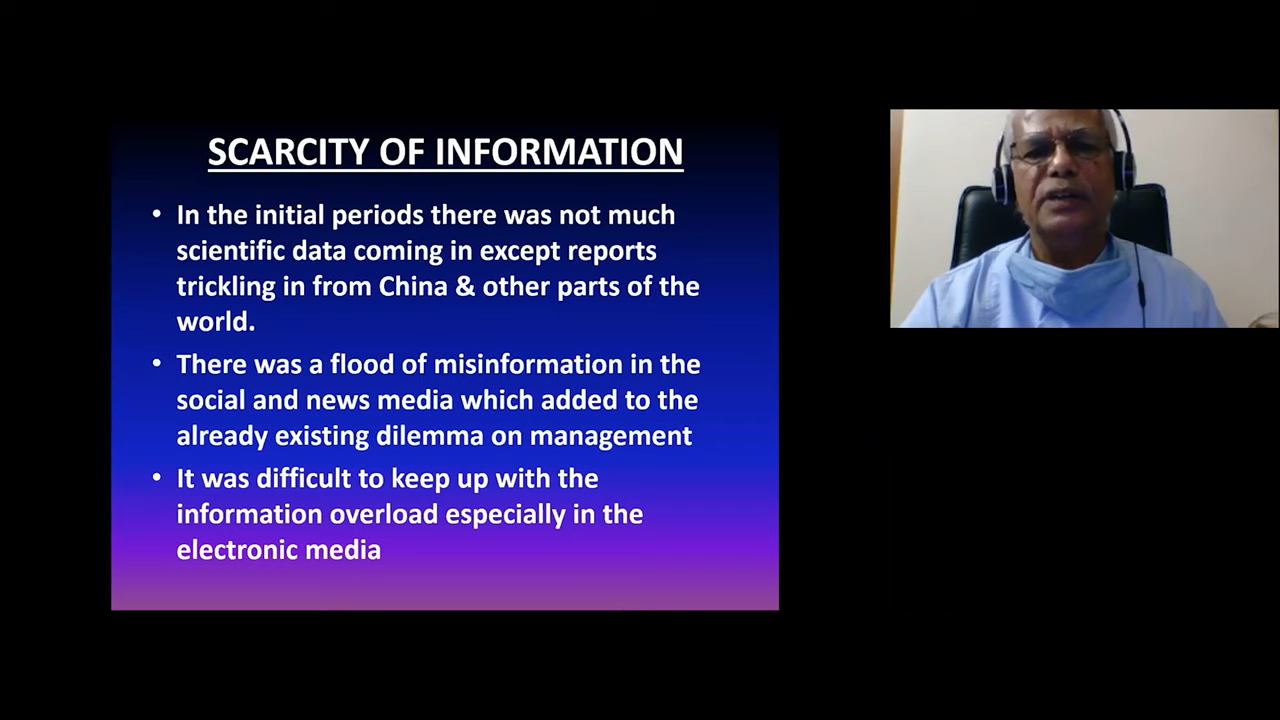 SCARCITY OF INFORMATION
• In the initial periods there was not much
scientific data coming in except reports
trickling in from China & other parts of the
world.
• There was a flood of misinformation in the
social and news media which added to the
already existing dilemma on management
• It was difficult to keep up with the
information overload especially in the
electronic media